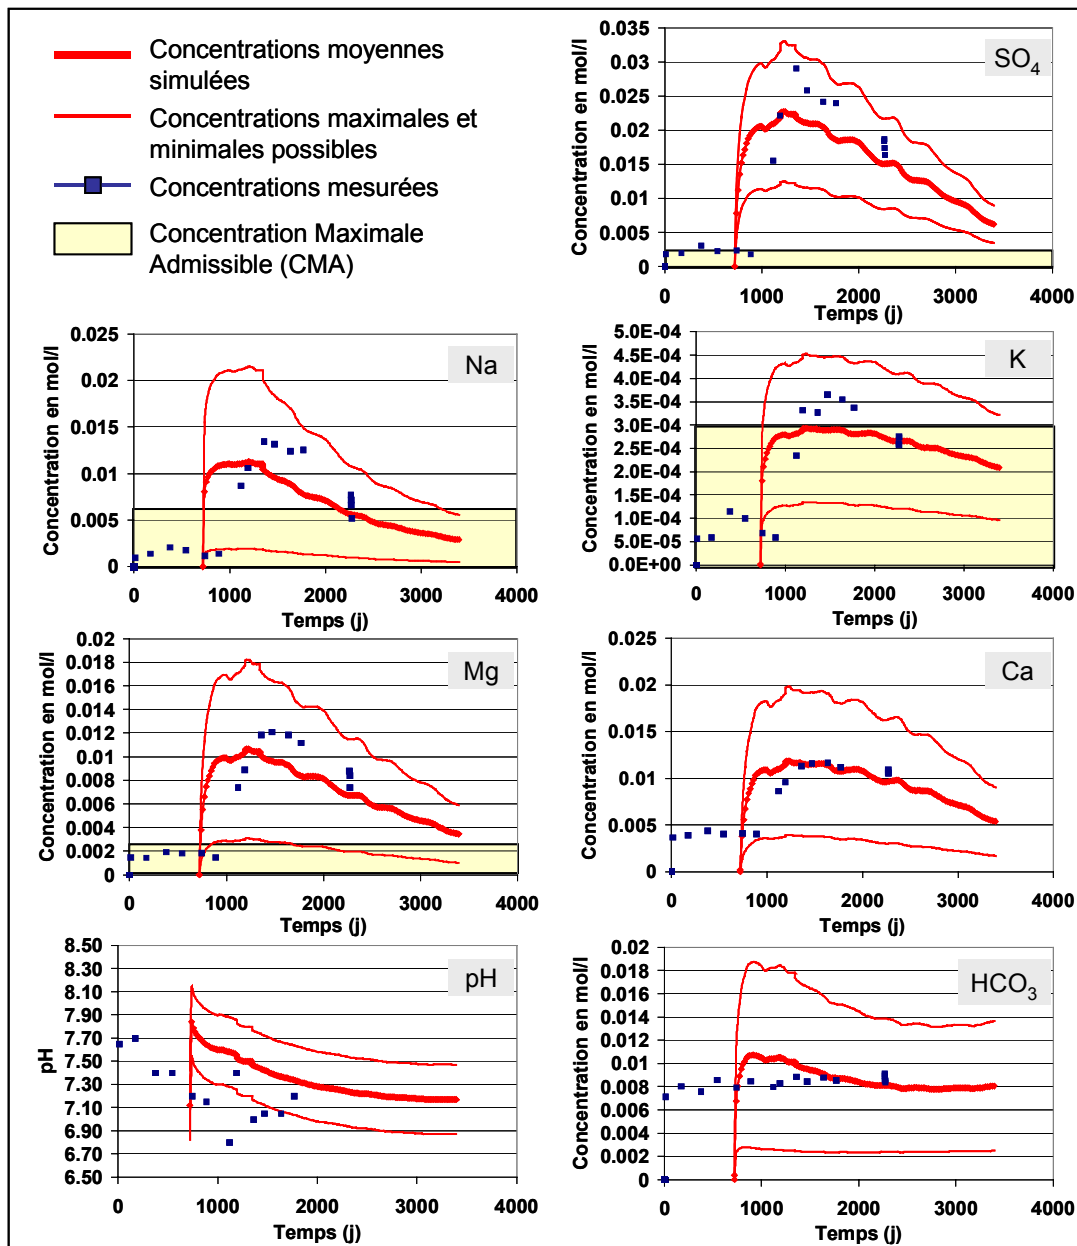 Concentrations moyennes
simulées
Concentrations maximales et
minimales possibles
Concentrations mesurées
Concentration Maximale
Admissible (CMA)
SO4
Concentration en mol/l
0.035
0.03
0.025
0.02
0.015
0.01
0.005
0
0 1000 2000 3000 4000
Temps (j)
Na
Concentration en mol/l
0.025
0.02
0.015
0.01
0.005
0
0 1000 2000 3000 4000
Temps (j)
K
Concentration en mol/l
5.0E-04
4.5E-04
4.0E-04
3.5E-04
3.0E-04
2.5E-04
2.0E-04
1.5E-04
1.0E-04
5.0E-05
0.0E+00
0 1000 2000 3000 4000
Temps (j)
Mg
Concentration en mol/l
0.02
0.018
0.016
0.014
0.012
0.01
0.008
0.006
0.004
0.002
0
0 1000 2000 3000 4000
Temps (j)
Ca
Concentration en mol/l
0.025
0.02
0.015
0.01
0.005
0
0 1000 2000 3000 4000
Temps (j)
pH
pH
8.50
8.30
8.10
7.90
7.70
7.50
7.30
7.10
6.90
6.70
6.50
0 1000 2000 3000 4000
Temps (j)
HCO3
Concentration en mol/l
0.02
0.018
0.016
0.014
0.012
0.01
0.008
0.006
0.004
0.002
0
0 1000 2000 3000 4000
Temps (j)